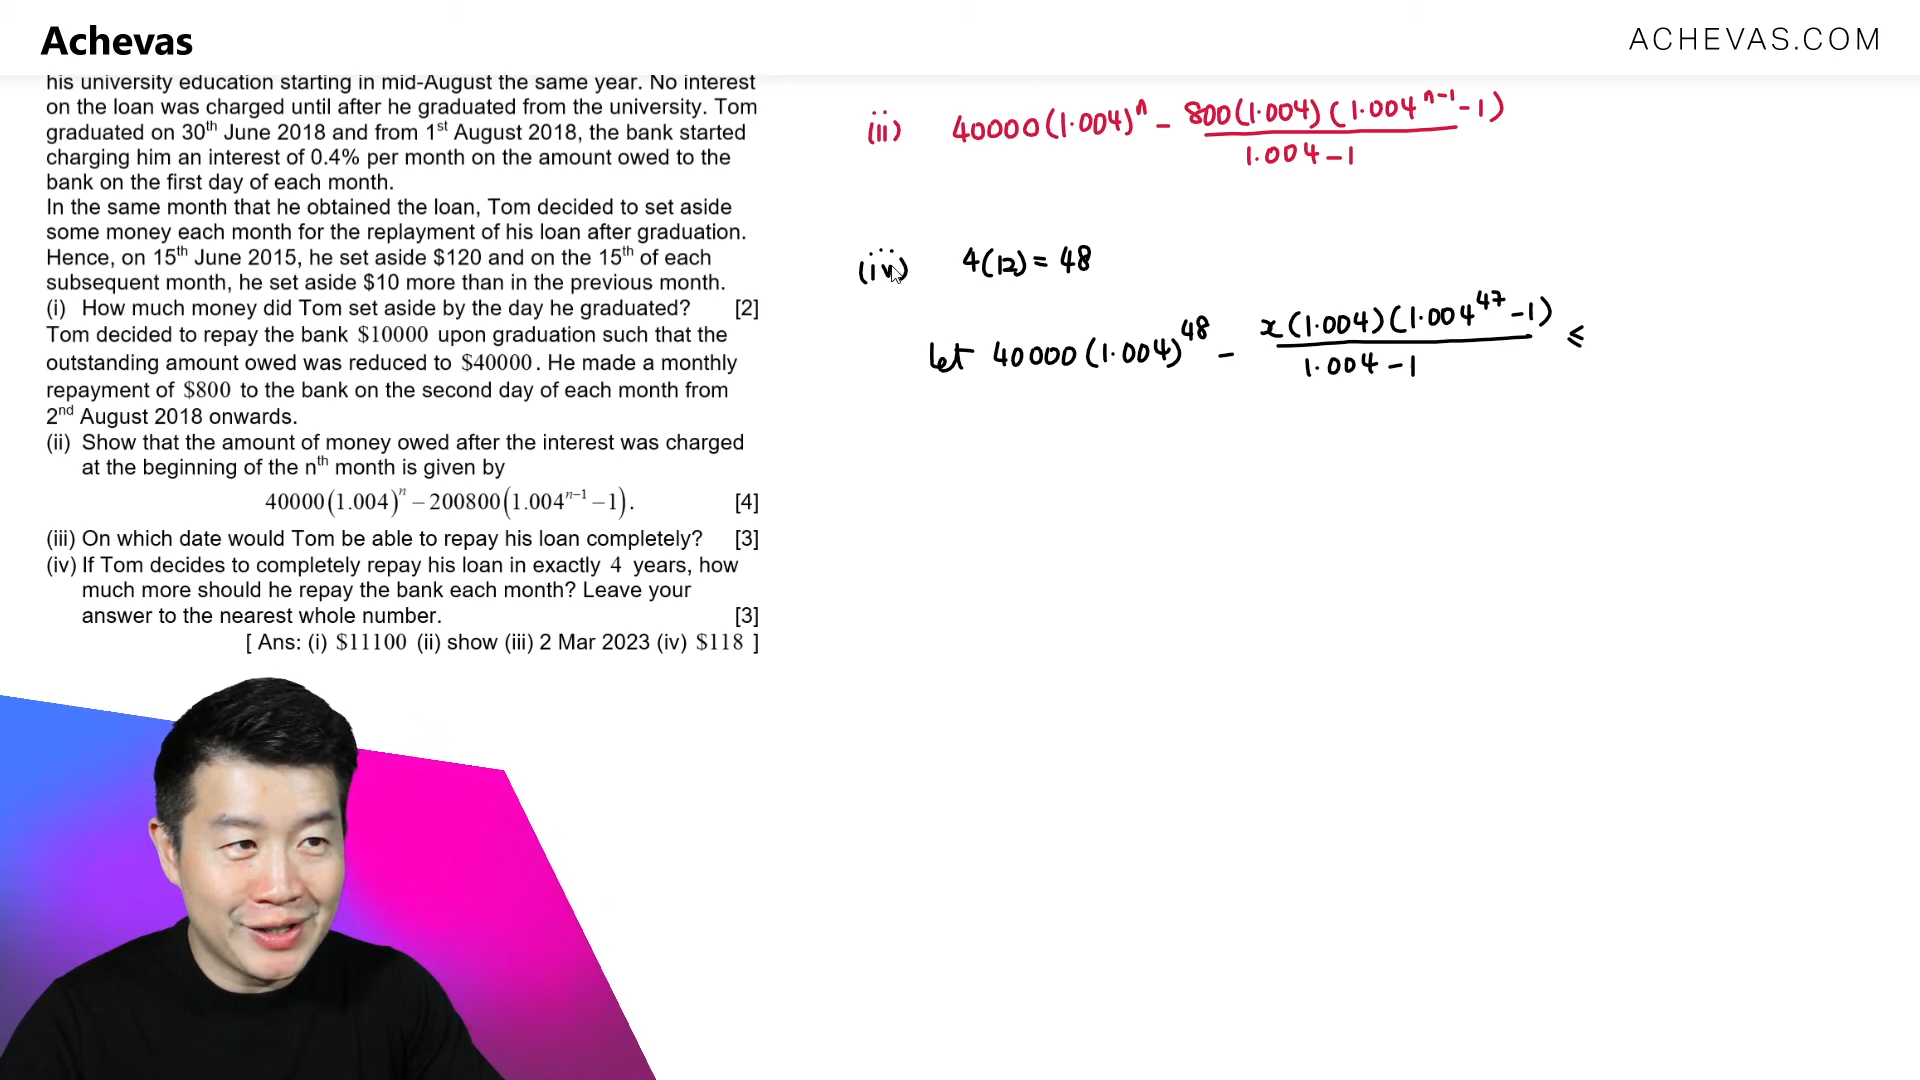 Achevas
ACHEVAS.COM
his university education starting in mid-August the same year. No interest
on the loan was charged until after he graduated from the university. Tom
graduated on 30th June 2018 and from 1st August 2018, the bank started
charging him an interest of 0.4% per month on the amount owed to the
bank on the first day of each month.
In the same month that he obtained the loan, Tom decided to set aside
some money each month for the replayment of his loan after graduation.
Hence, on 15th June 2015, he set aside $120 and on the 15th of each
subsequent month, he set aside $10 more than in the previous month.
(i) How much money did Tom set aside by the day he graduated? [2]
Tom decided to repay the bank $10000 upon graduation such that the
outstanding amount owed was reduced to $40000. He made a monthly
repayment of $800 to the bank on the second day of each month from
2nd August 2018 onwards.
(ii) Show that the amount of money owed after the interest was charged
at the beginning of the nth month is given by
40000(1.004)^n − 200800(1.004^{n−1} − 1). [4]
(iii) On which date would Tom be able to repay his loan completely? [3]
(iv) If Tom decides to completely repay his loan in exactly 4 years, how
much more should he repay the bank each month? Leave your
answer to the nearest whole number. [3]
[ Ans: (i) $11100 (ii) show (iii) 2 Mar 2023 (iv) $118 ]
(ii) 40000(1.004)^n − 800(1.004)(1.004^{n−1} − 1)
1.004 − 1
(iv) 4(12) = 48
let 40000(1.004)^48 − x(1.004)(1.004^47 − 1) ≤
1.004 − 1